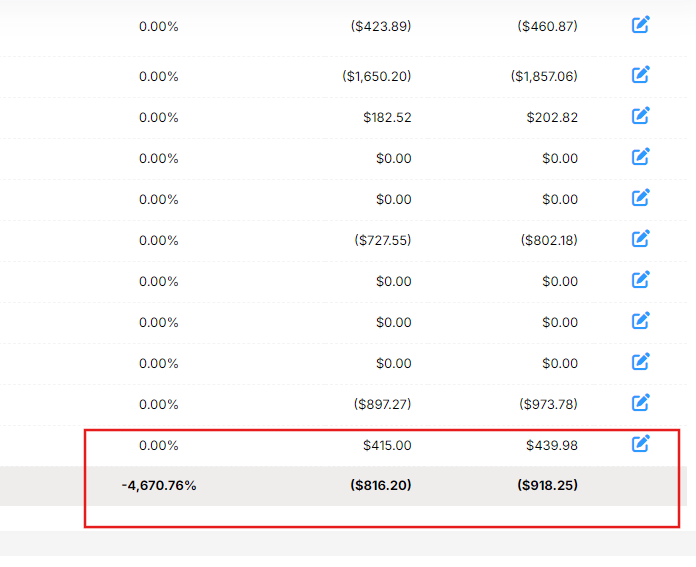 0.00% ($423.89) ($460.87)
0.00% ($1,650.20) ($1,857.06)
0.00% $182.52 $202.82
0.00% $0.00 $0.00
0.00% $0.00 $0.00
0.00% ($727.55) ($802.18)
0.00% $0.00 $0.00
0.00% $0.00 $0.00
0.00% $0.00 $0.00
0.00% ($897.27) ($973.78)
0.00% $415.00 $439.98
-4,670.76% ($816.20) ($918.25)